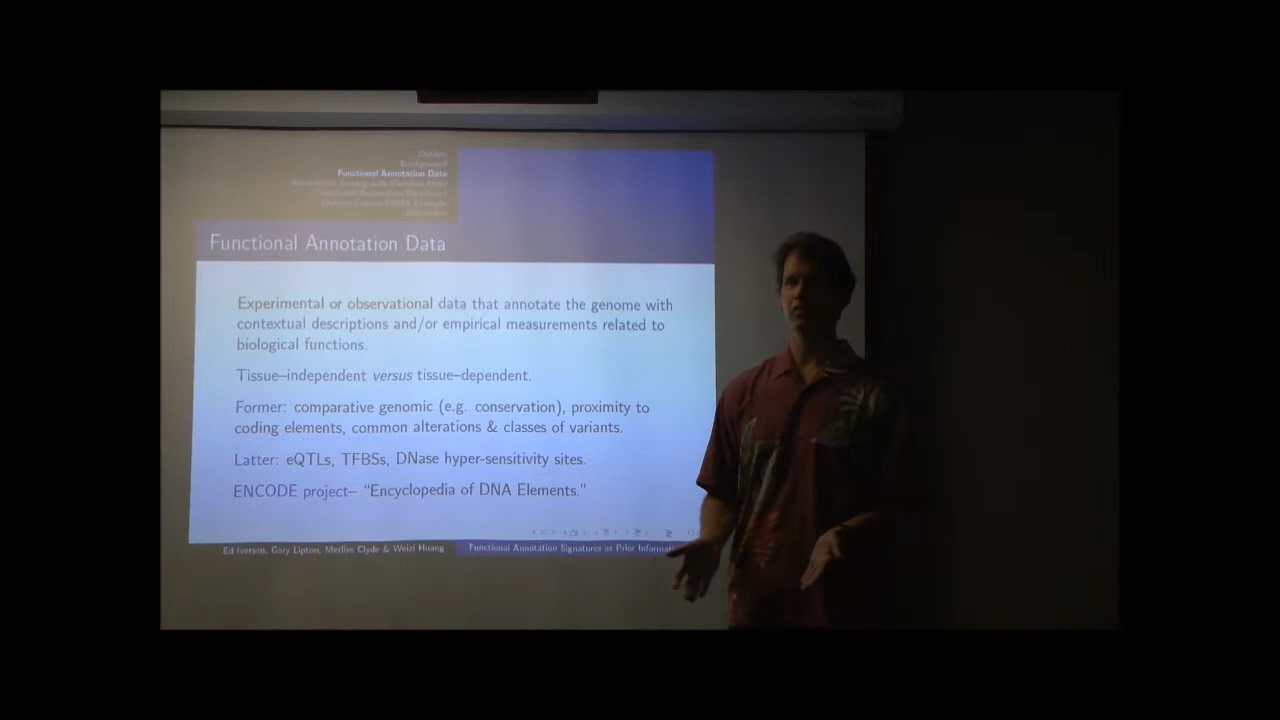 Outline
Background
Functional Annotation Data
Discussion
Functional Annotation Data
Experimental or observational data that annotate the genome with
contextual descriptions and/or empirical measurements related to
biological functions.
Tissue–independent versus tissue–dependent.
Former: comparative genomic (e.g. conservation), proximity to
coding elements, common alterations & classes of variants.
Latter: eQTLs, TFBSs, DNase hyper-sensitivity sites.
ENCODE project– “Encyclopedia of DNA Elements.”
Ed Iversen, Gary Lipton, Merlise Clyde & Weizi Huang
Functional Annotation Signatures as Prior Informat